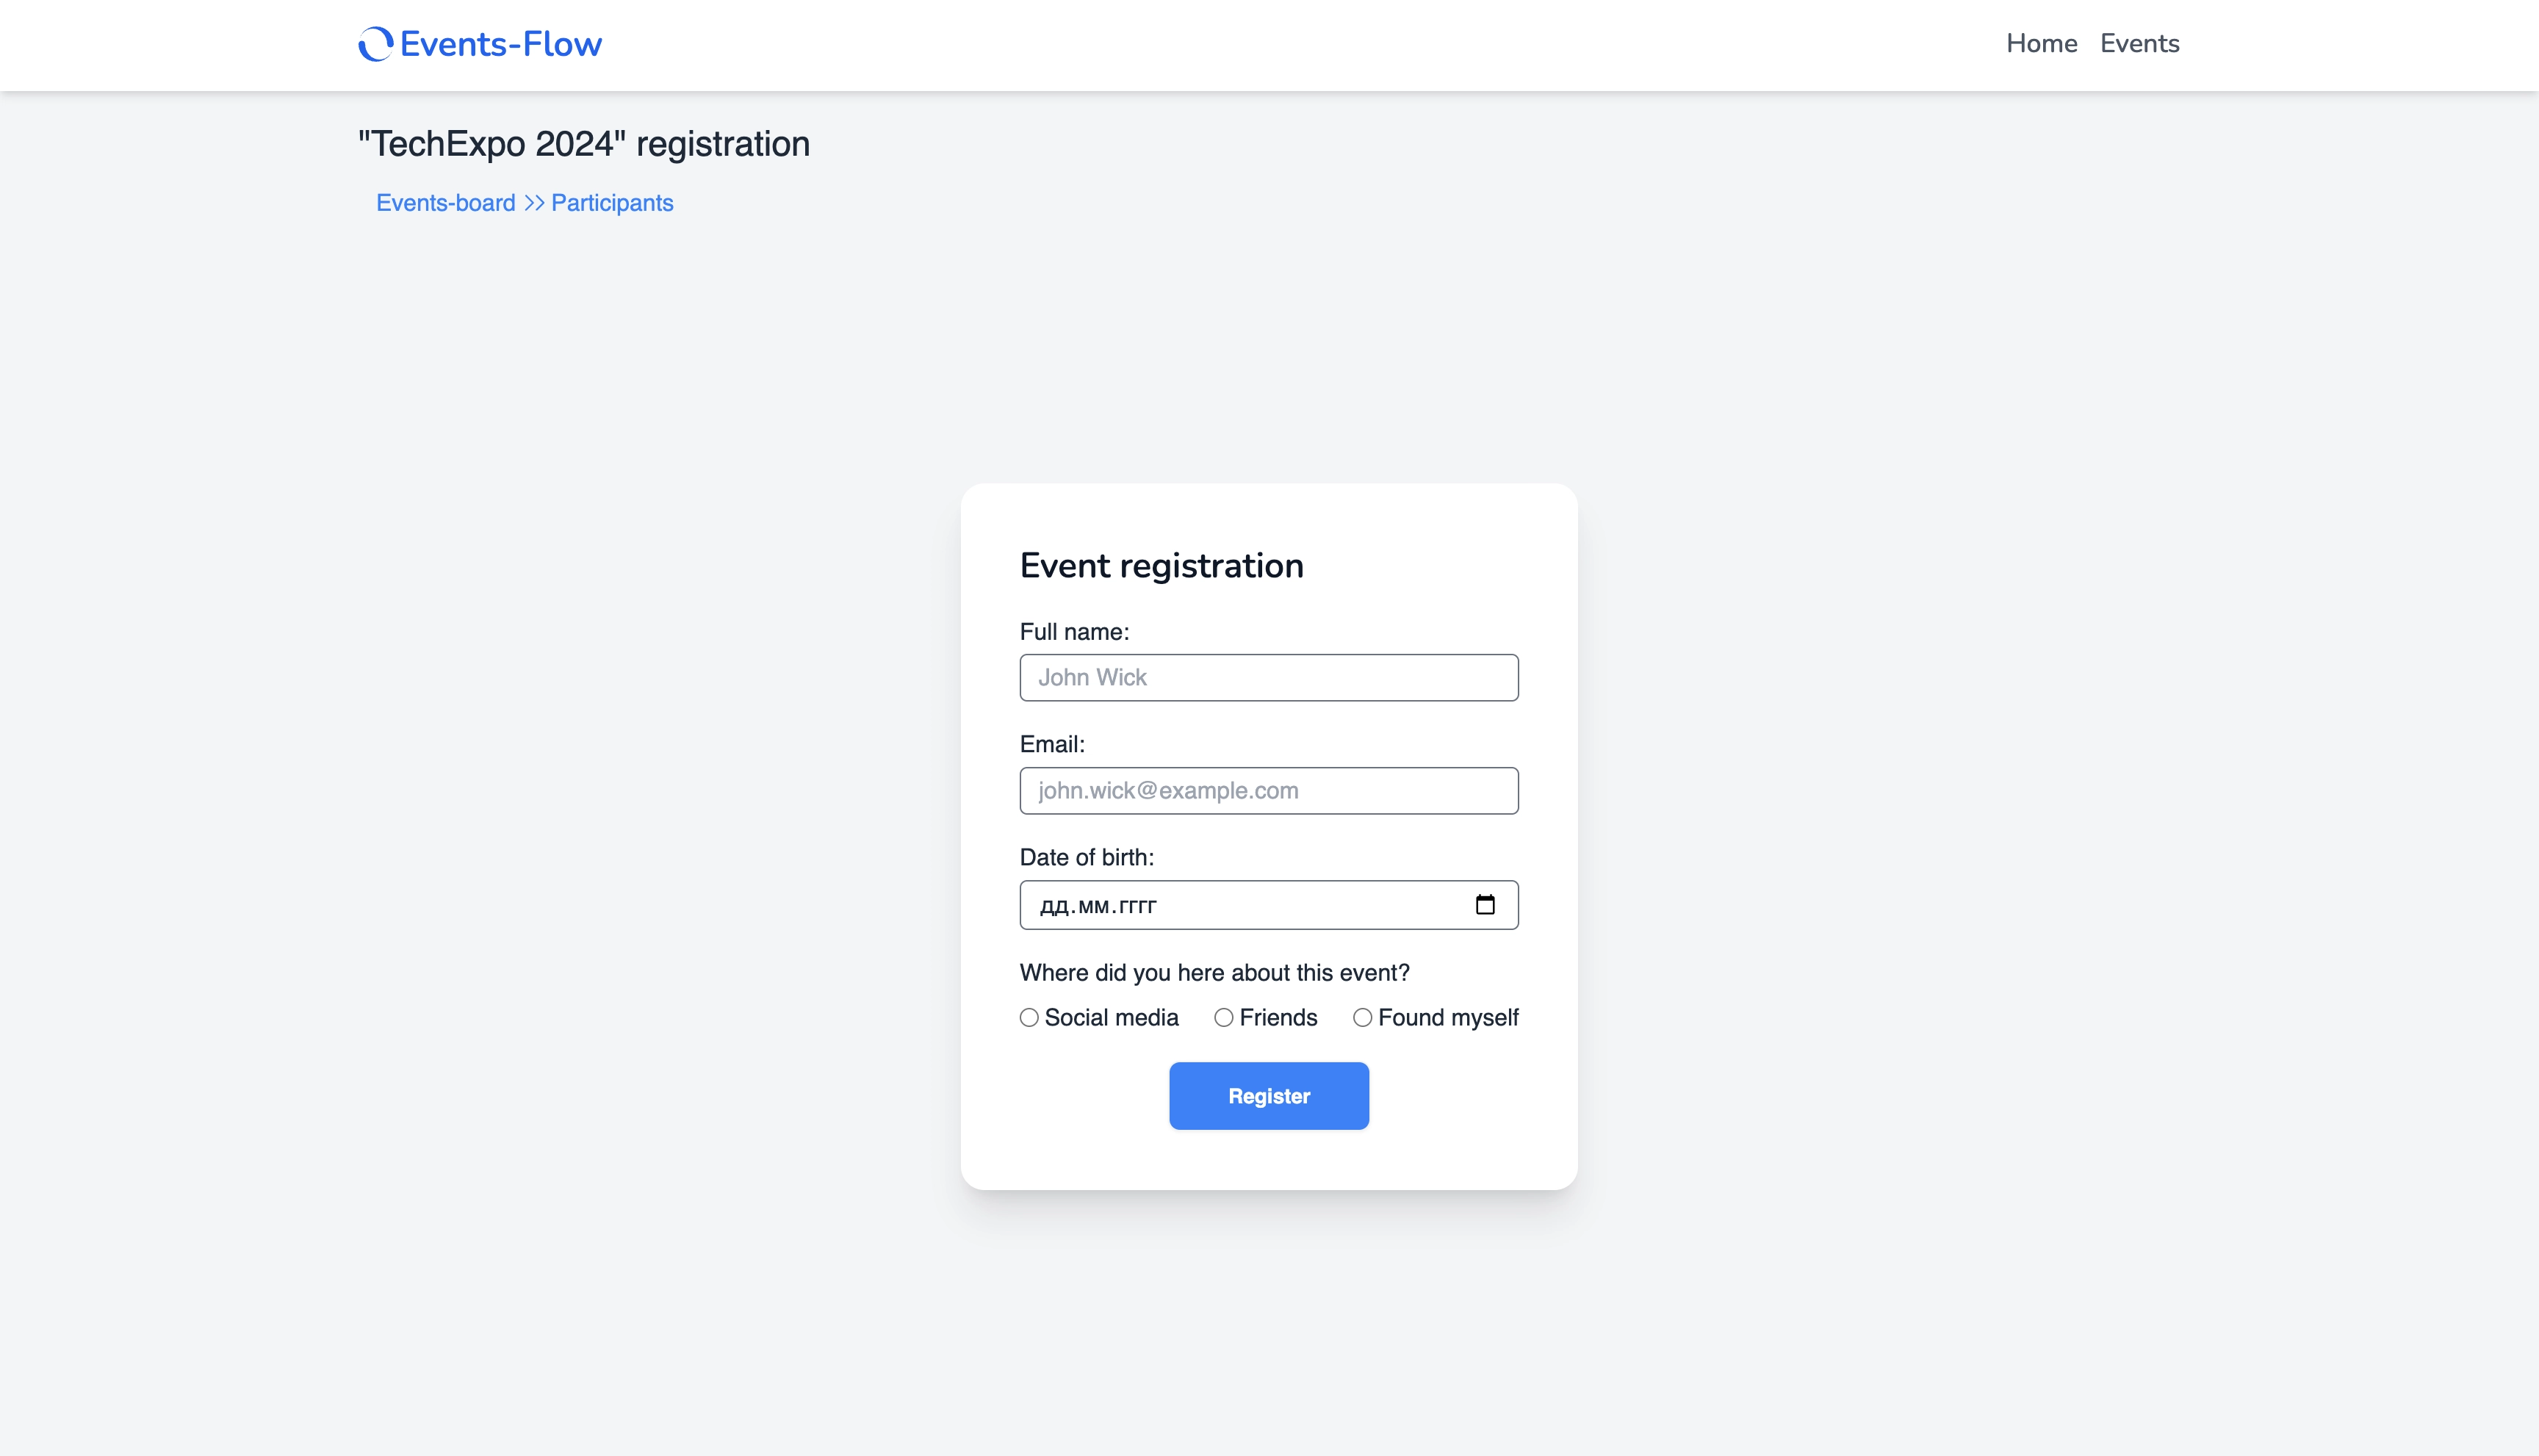 Events-Flow
Home Events
"TechExpo 2024" registration
Events-board >> Participants
Event registration
Full name:
John Wick
Email:
john.wick@example.com
Date of birth:
дд.мм.гггг
Where did you here about this event?
Social media Friends Found myself
Register